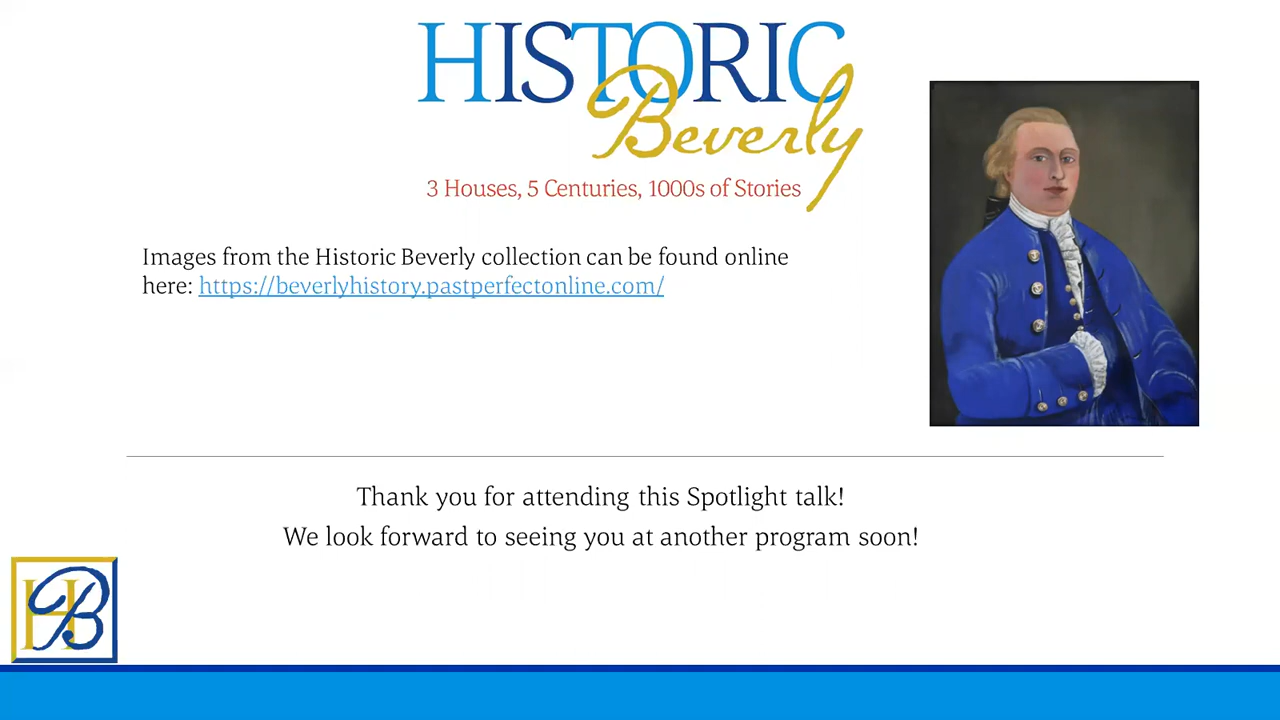 HISTORIC
Beverly
3 Houses, 5 Centuries, 1000s of Stories
Images from the Historic Beverly collection can be found online
here: https://beverlyhistory.pastperfectonline.com/
Thank you for attending this Spotlight talk!
We look forward to seeing you at another program soon!
HB